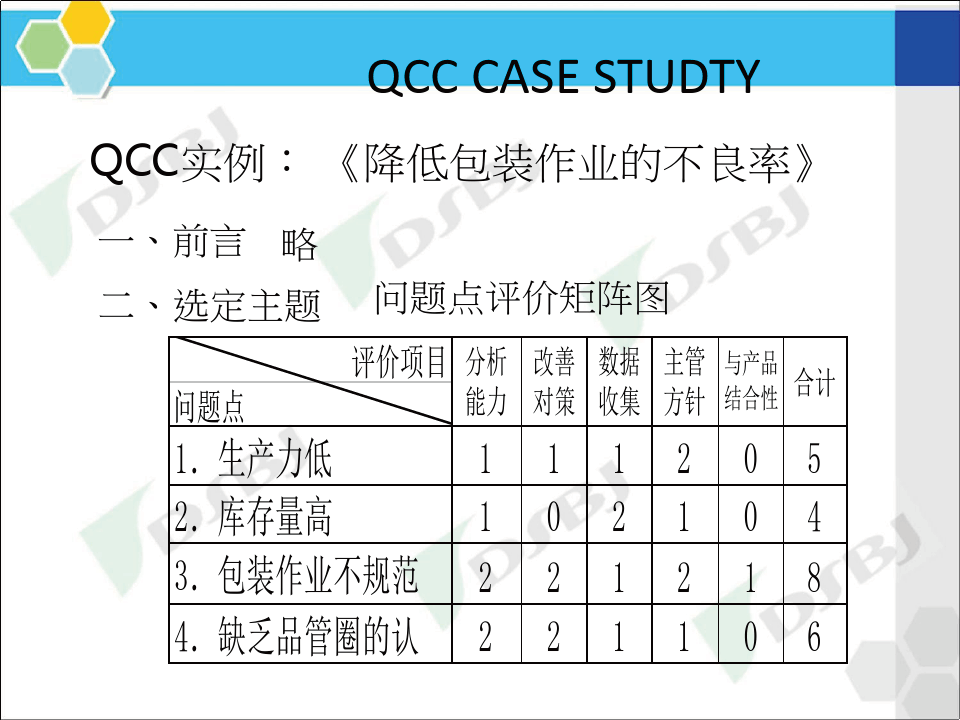 QCC CASE STUDTY
QCC实例： 《降低包装作业的不良率》
一、前言 略
二、选定主题 问题点评价矩阵图
评价项目
问题点
分析能力 改善对策 数据收集 主管方针 与产品结合性 合计
1. 生产力低 1 1 1 2 0 5
2. 库存量高 1 0 2 1 0 4
3. 包装作业不规范 2 2 1 2 1 8
4. 缺乏品管圈的认 2 2 1 1 0 6
DSBJ
DSBJ
DSBJ
DSBJ
DSBJ
DSBJ